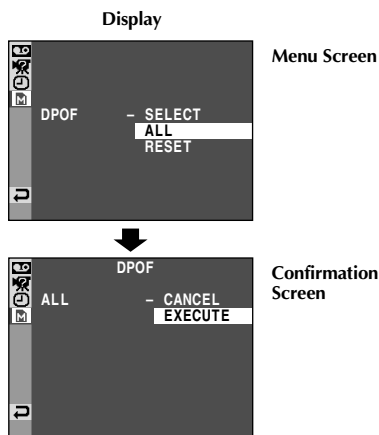 Display
Menu Screen
M
DPOF – SELECT
ALL
RESET
DPOF
ALL – CANCEL
EXECUTE
M
Confirmation
Screen